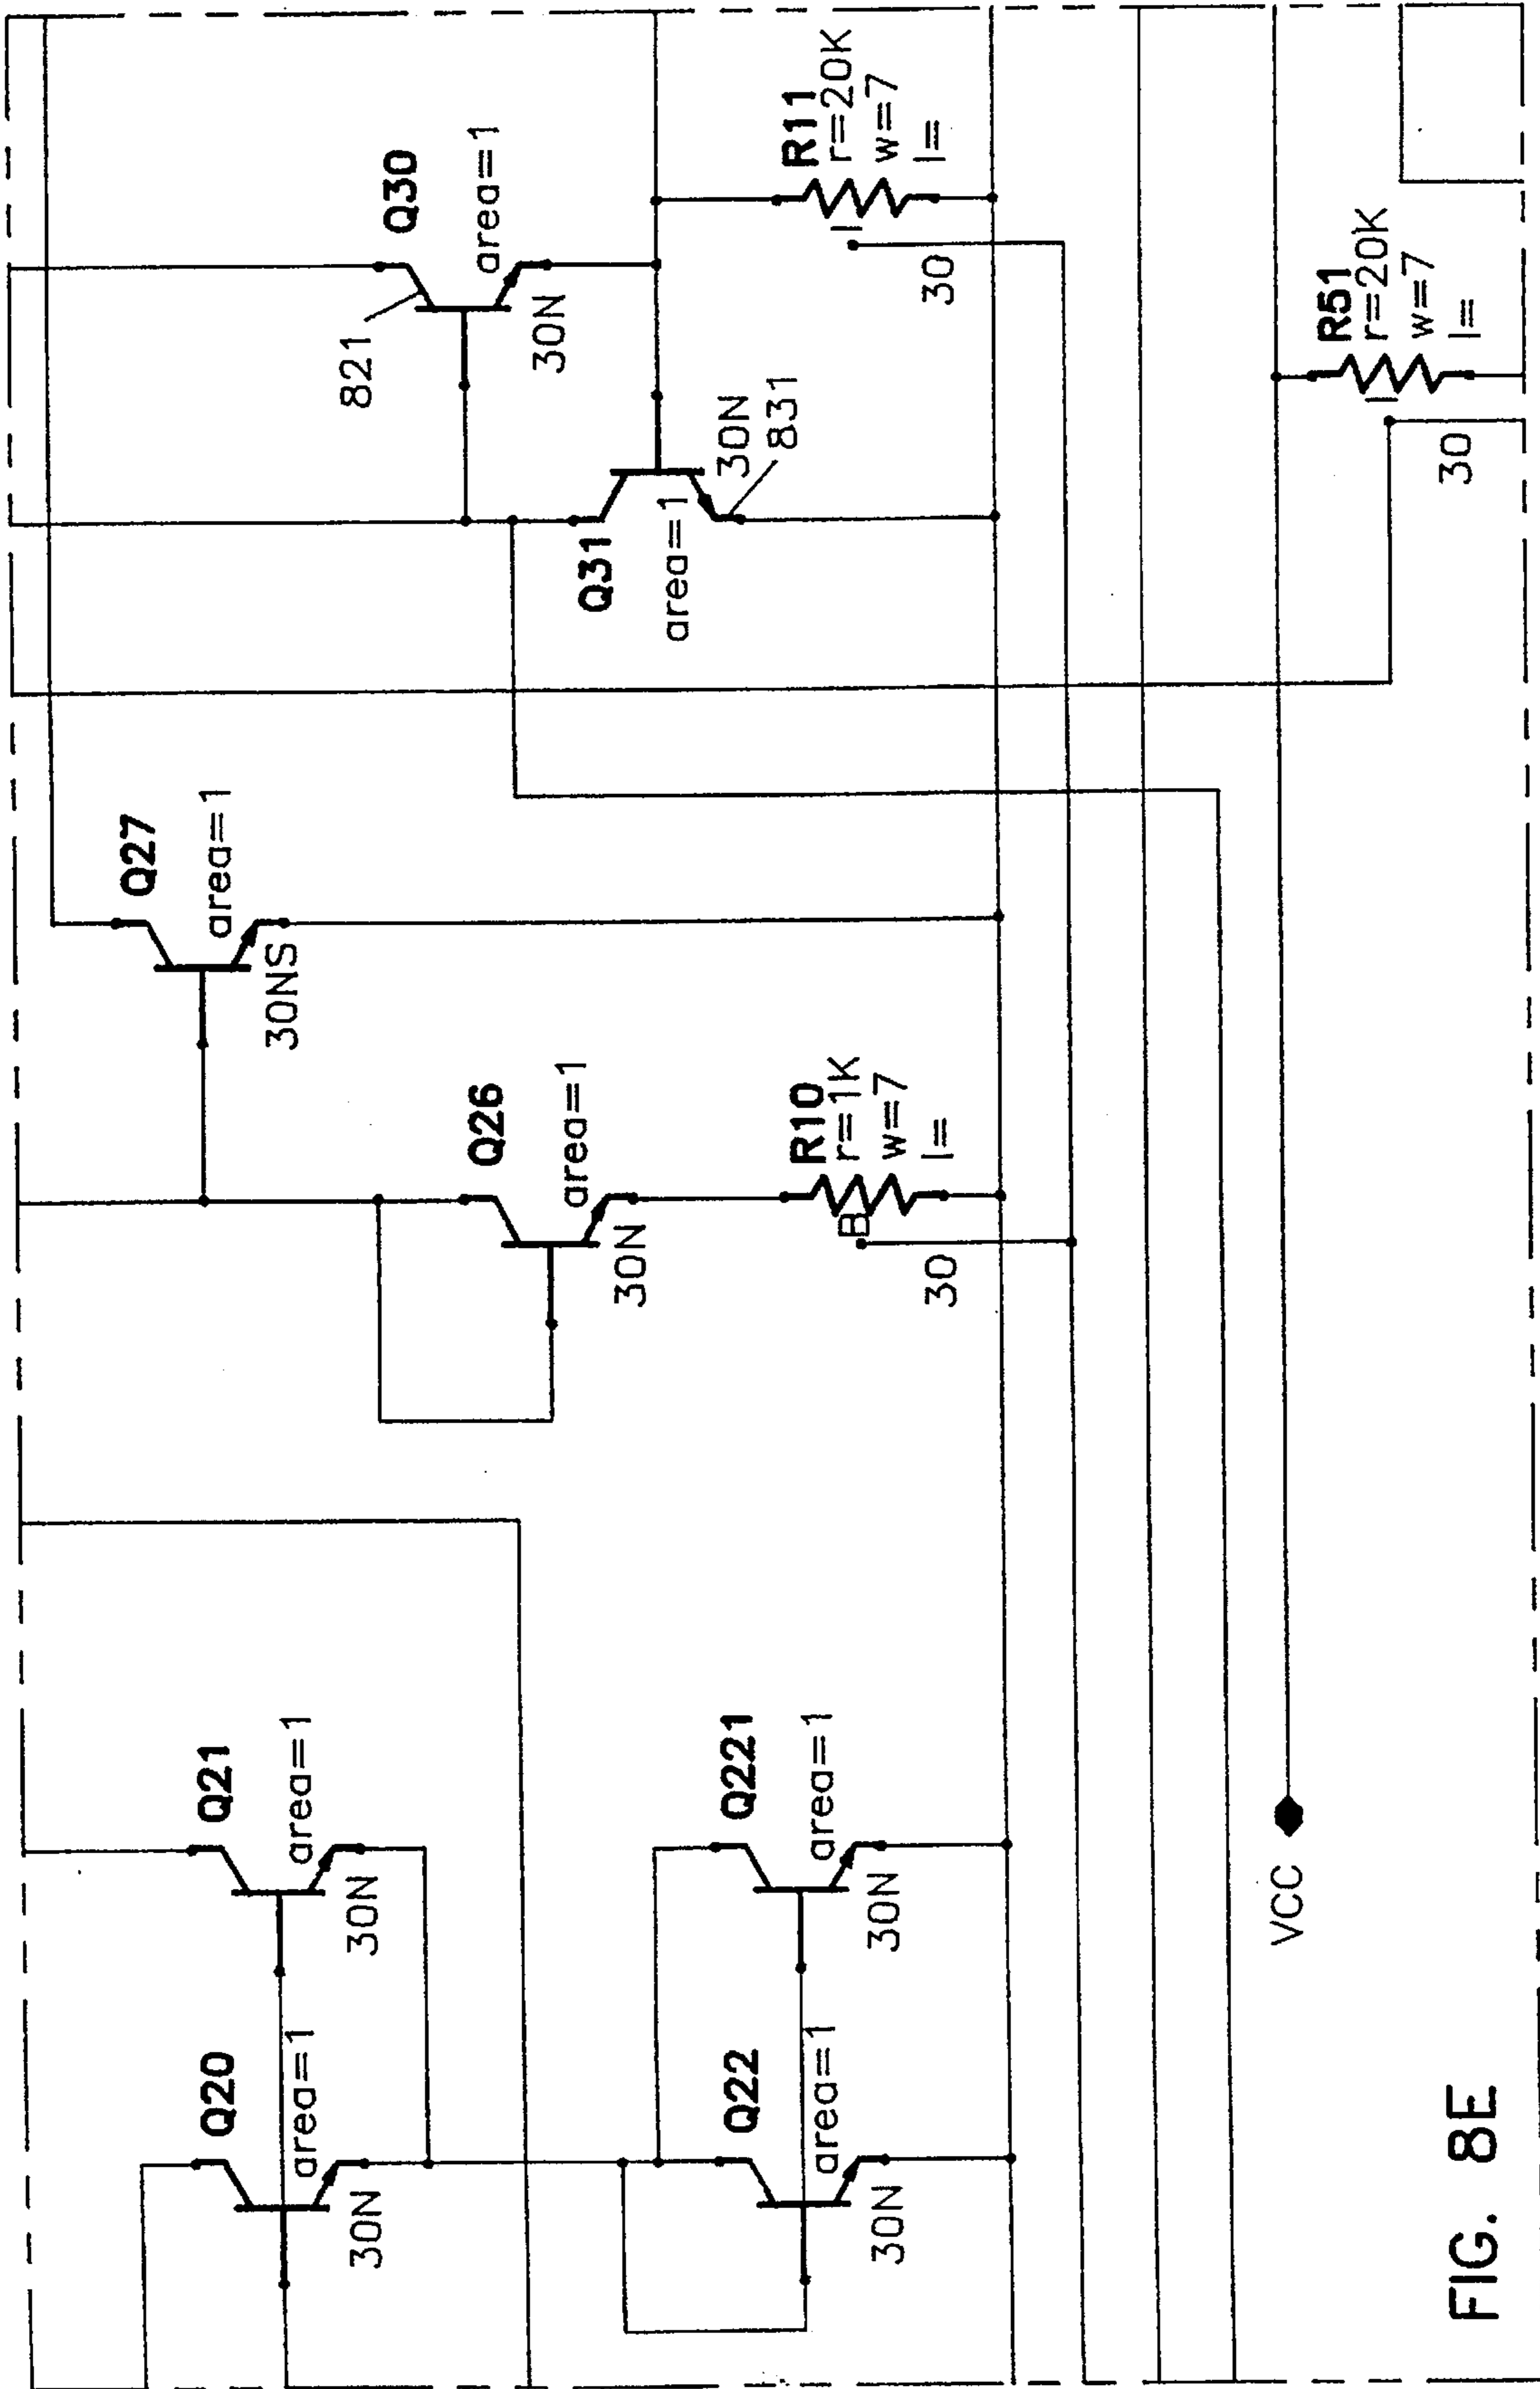 Q20
area=1
30N
Q21
area=1
30N
Q22
area=1
30N
Q221
area=1
30N
Q26
area=1
30N
R10
r=1K
w=7
l=
B
30
Q27
area=1
30NS
Q30
area=1
30N
821
Q31
area=1
30N
831
R11
r=20K
w=7
l=
I
30
VCC
R51
r=20K
w=7
l=
I
30
FIG. 8E